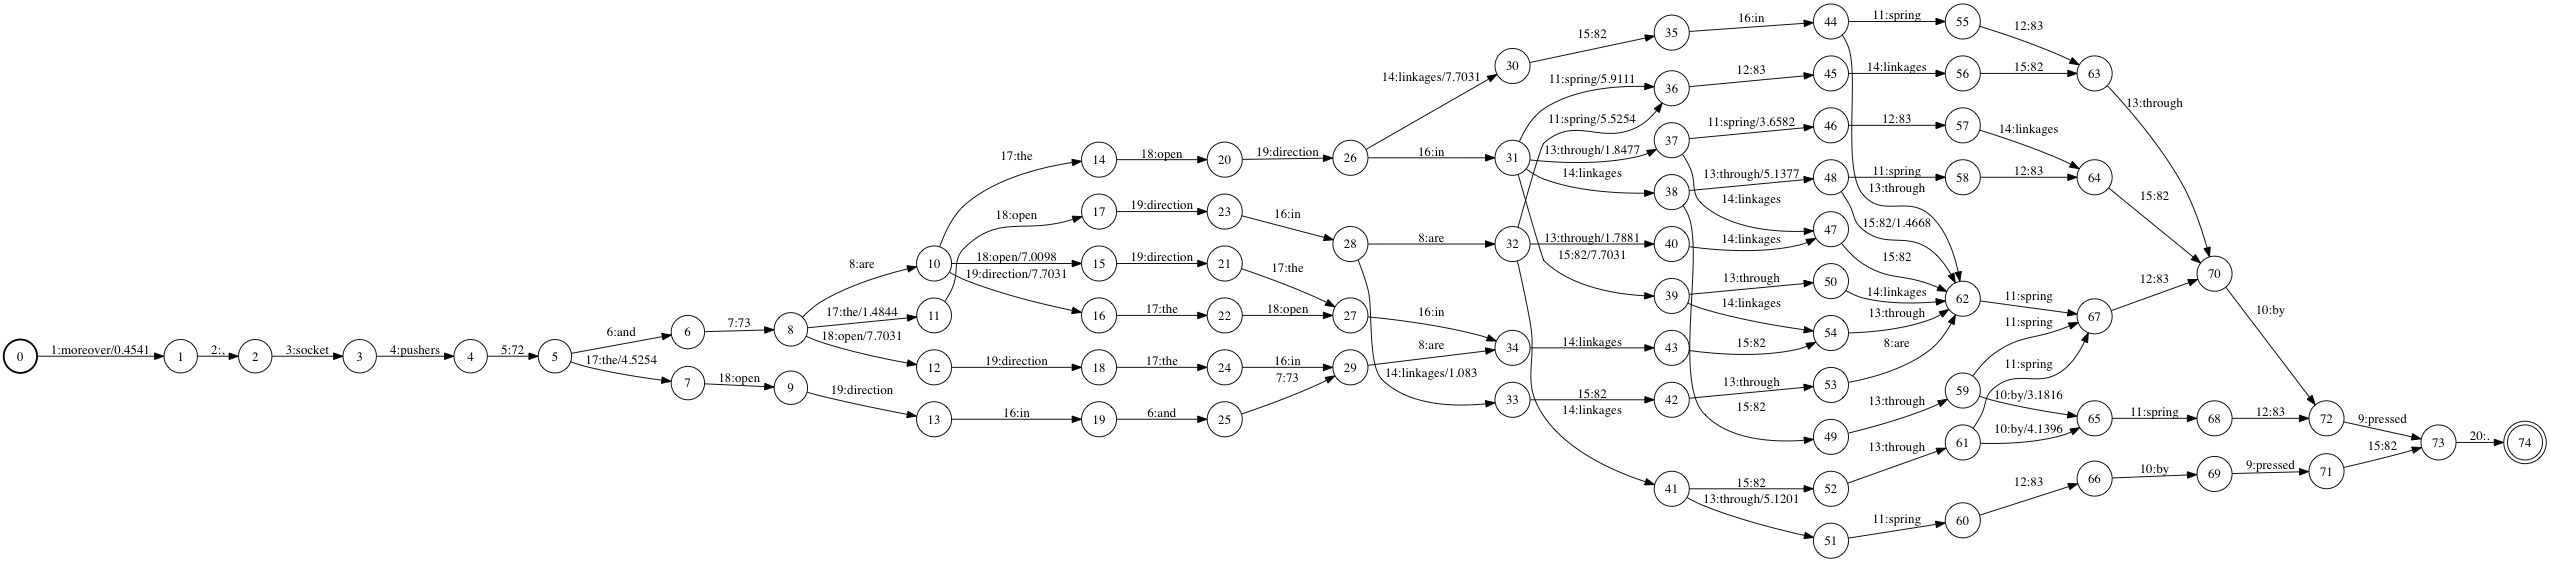 0
1:moreover/0.4541
1
2:,
2
3:socket
3
4:pushers
4
5:72
5
6:and
17:the/4.5254
6
7
7:73
18:open
8
9
8:are
17:the/1.4844
18:open/7.7031
19:direction
10
11
12
13
17:the
18:open
18:open/7.0098
19:direction/7.7031
19:direction
16:in
14
17
15
16
18
19
18:open
19:direction
19:direction
17:the
17:the
6:and
20
23
21
22
24
25
19:direction
16:in
17:the
18:open
16:in
7:73
26
28
27
29
14:linkages/7.7031
16:in
8:are
16:in
8:are
14:linkages/1.083
30
31
32
34
33
15:82
11:spring/5.9111
11:spring/5.5254
13:through/1.8477
14:linkages
13:through/1.7881
15:82/7.7031
14:linkages
15:82
14:linkages
35
36
37
38
40
39
43
42
41
16:in
12:83
11:spring/3.6582
14:linkages
13:through/5.1377
14:linkages
13:through
14:linkages
15:82
13:through
15:82
15:82
13:through/5.1201
44
45
46
48
47
50
54
53
49
52
51
11:spring
14:linkages
12:83
11:spring
13:through
15:82/1.4668
15:82
14:linkages
13:through
8:are
13:through
13:through
11:spring
55
56
57
58
62
59
61
60
12:83
15:82
14:linkages
12:83
11:spring
11:spring
11:spring
10:by/3.1816
10:by/4.1396
12:83
63
64
67
65
66
13:through
15:82
12:83
11:spring
10:by
70
68
69
10:by
12:83
9:pressed
72
71
9:pressed
15:82
73
20:.
74